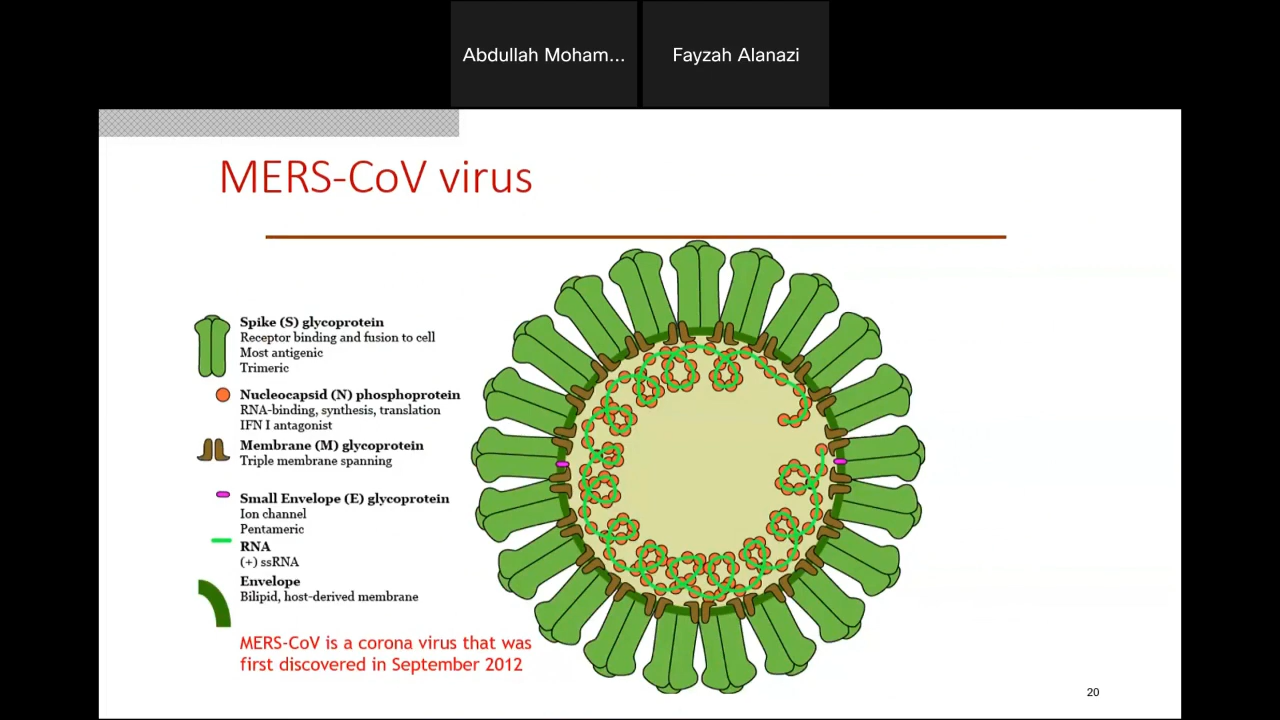 Abdullah Moham...
Fayzah Alanazi
MERS-CoV virus
Spike (S) glycoprotein
Receptor binding and fusion to cell
Most antigenic
Trimeric
Nucleocapsid (N) phosphoprotein
RNA-binding, synthesis, translation
IFN I antagonist
Membrane (M) glycoprotein
Triple membrane spanning
Small Envelope (E) glycoprotein
Ion channel
Pentameric
RNA
(+) ssRNA
Envelope
Bilipid, host-derived membrane
MERS-CoV is a corona virus that was
first discovered in September 2012
20